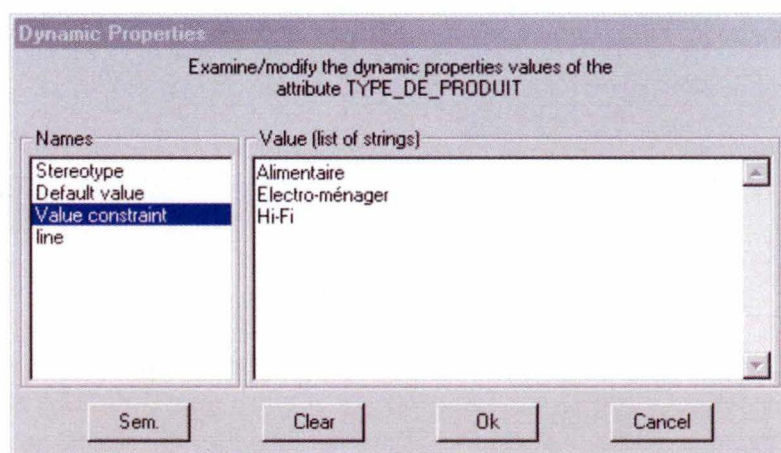 Dynamic Properties
Examine/modify the dynamic properties values of the
attribute TYPE_DE_PRODUIT
Names
Stereotype
Default value
Value constraint
line
Value (list of strings)
Alimentaire
Electro-ménager
Hi-Fi
Sem.
Clear
Ok
Cancel